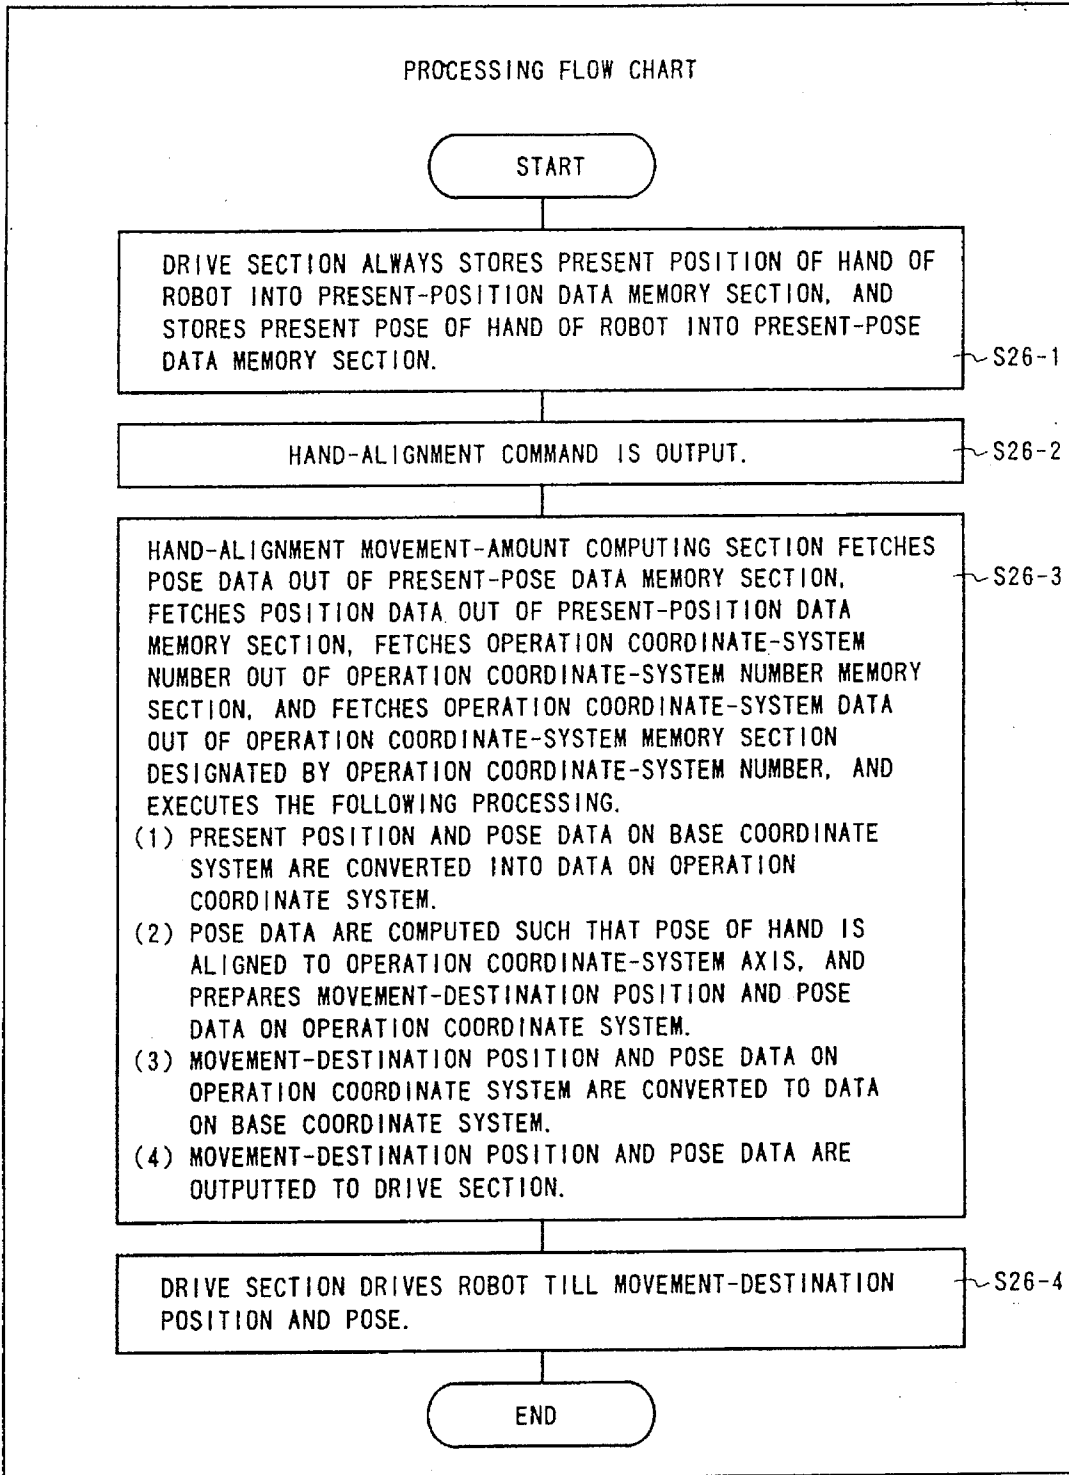 PROCESSING FLOW CHART
START
DRIVE SECTION ALWAYS STORES PRESENT POSITION OF HAND OF
ROBOT INTO PRESENT-POSITION DATA MEMORY SECTION, AND
STORES PRESENT POSE OF HAND OF ROBOT INTO PRESENT-POSE
DATA MEMORY SECTION.
S26-1
HAND-ALIGNMENT COMMAND IS OUTPUT.
S26-2
HAND-ALIGNMENT MOVEMENT-AMOUNT COMPUTING SECTION FETCHES
POSE DATA OUT OF PRESENT-POSE DATA MEMORY SECTION,
S26-3
FETCHES POSITION DATA OUT OF PRESENT-POSITION DATA
MEMORY SECTION, FETCHES OPERATION COORDINATE-SYSTEM
NUMBER OUT OF OPERATION COORDINATE-SYSTEM NUMBER MEMORY
SECTION, AND FETCHES OPERATION COORDINATE-SYSTEM DATA
OUT OF OPERATION COORDINATE-SYSTEM MEMORY SECTION
DESIGNATED BY OPERATION COORDINATE-SYSTEM NUMBER, AND
EXECUTES THE FOLLOWING PROCESSING.
(1) PRESENT POSITION AND POSE DATA ON BASE COORDINATE
SYSTEM ARE CONVERTED INTO DATA ON OPERATION
COORDINATE SYSTEM.
(2) POSE DATA ARE COMPUTED SUCH THAT POSE OF HAND IS
ALIGNED TO OPERATION COORDINATE-SYSTEM AXIS, AND
PREPARES MOVEMENT-DESTINATION POSITION AND POSE
DATA ON OPERATION COORDINATE SYSTEM.
(3) MOVEMENT-DESTINATION POSITION AND POSE DATA ON
OPERATION COORDINATE SYSTEM ARE CONVERTED TO DATA
ON BASE COORDINATE SYSTEM.
(4) MOVEMENT-DESTINATION POSITION AND POSE DATA ARE
OUTPUTTED TO DRIVE SECTION.
DRIVE SECTION DRIVES ROBOT TILL MOVEMENT-DESTINATION
POSITION AND POSE.
S26-4
END